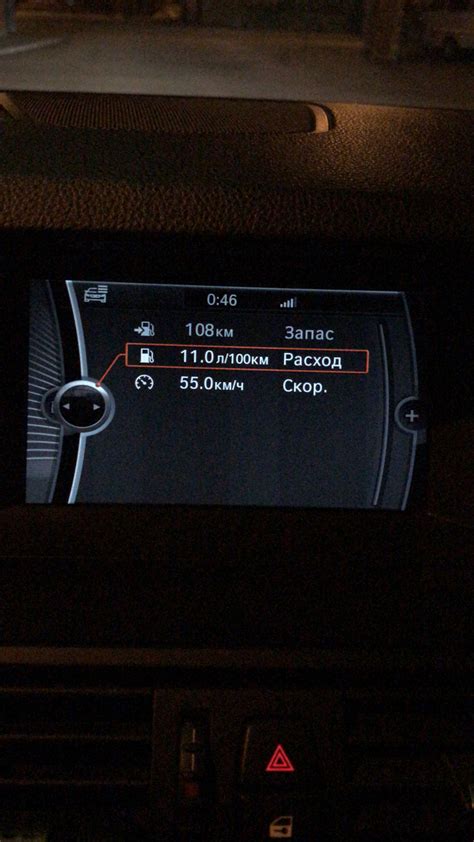 0:46
108км Запас
11.0л/100км Расход
55.0км/ч Скор.